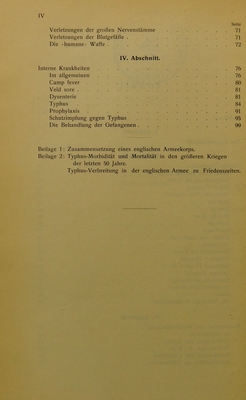 IV
Seite
Verletzungen der großen Nervenstämme . . . . . . 71
Verletzungen der Blutgefäße . . . . . . 71
Die »humane« Waffe . . . . . . 72
IV. Abschnitt.
Interne Krankheiten . . . . . . 76
Im allgemeinen . . . . . . 76
Camp fever . . . . . . 80
Veld sore . . . . . . 81
Dysenterie . . . . . . 81
Typhus . . . . . . 84
Prophylaxis . . . . . . 93
Schutzimpfung gegen Typhus . . . . . . 95
Die Behandlung der Gefangenen . . . . . . 99
Beilage 1: Zusammensetzung eines englischen Armeekorps.
Beilage 2: Typhus-Morbidität und Mortalität in den größeren Kriegen
der letzten 50 Jahre.
Typhus-Verbreitung in der englischen Armee zu Friedenszeiten.